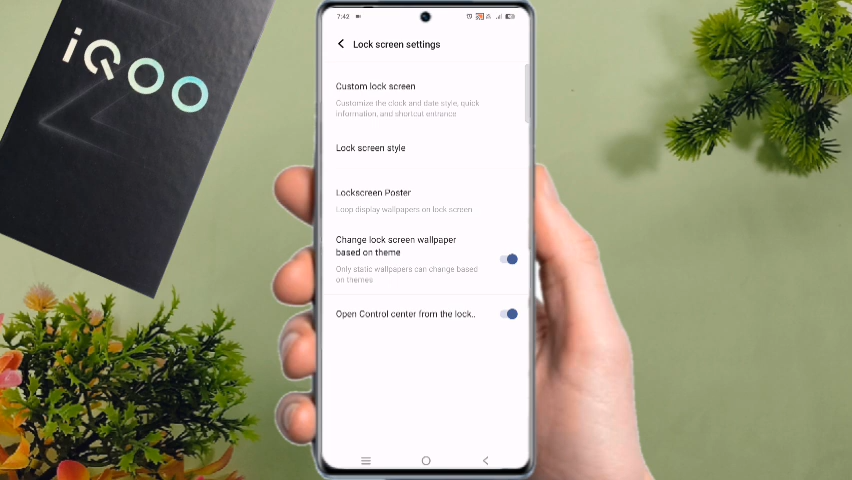 iQOO
7:42
Lock screen settings
Custom lock screen
Customize the clock and date style, quick
information, and shortcut entrance
Lock screen style
Lockscreen Poster
Loop display wallpapers on lock screen
Change lock screen wallpaper
based on theme
Only static wallpapers can change based
on themes
Open Control center from the lock..